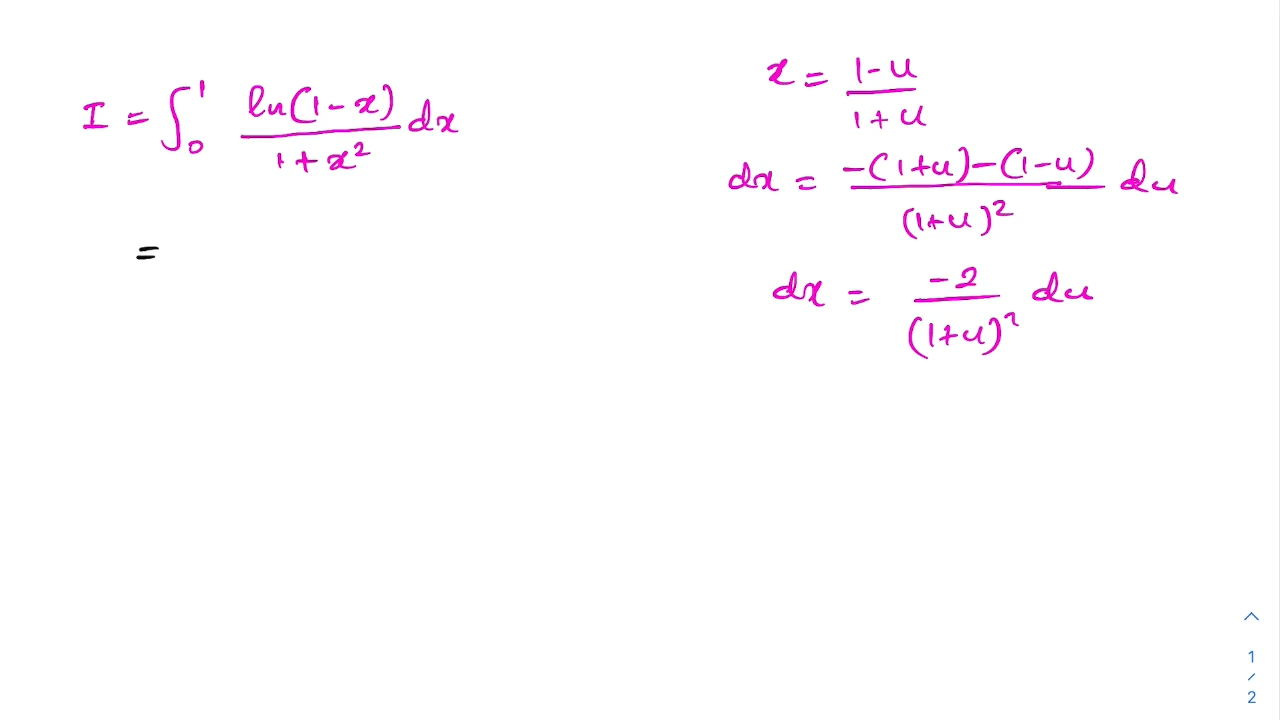 I = ∫₀¹ ln(1-x)/(1+x²) dx
=
x = (1-u)/(1+u)
dx = (-(1+u)-(1-u))/(1+u)² du
dx = -2/(1+u)² du
1/2